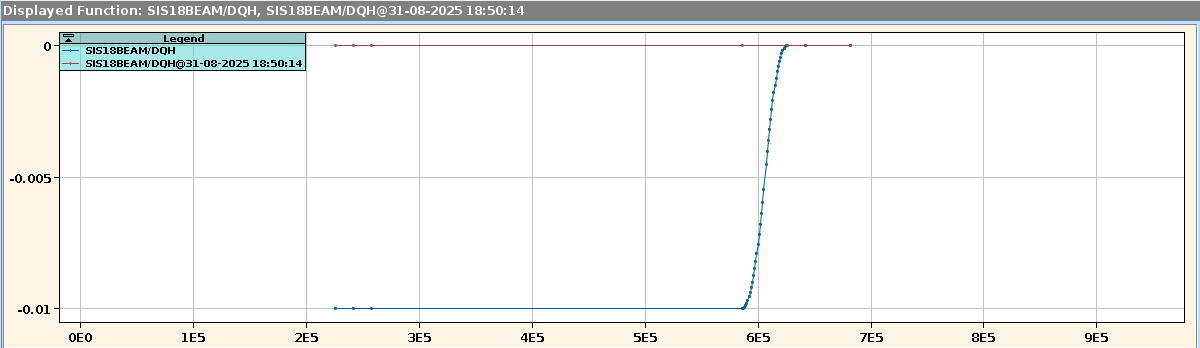 Displayed Function: SIS18BEAM/DQH, SIS18BEAM/DQH@31-08-2025 18:50:14
Legend
SIS18BEAM/DQH
SIS18BEAM/DQH@31-08-2025 18:50:14
0
-0.005
-0.01
0E0 1E5 2E5 3E5 4E5 5E5 6E5 7E5 8E5 9E5